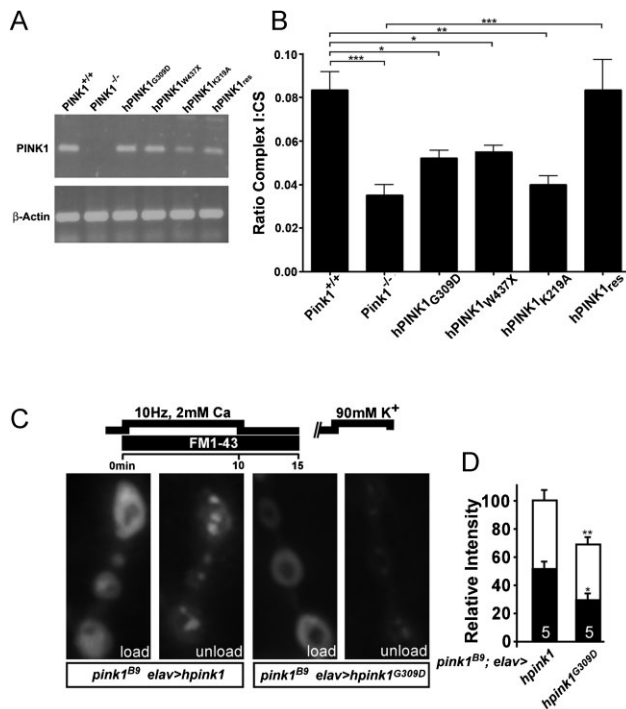 A
PINK1+/+ PINK1-/- hPINK1G309D hPINK1W437X hPINK1K219A hPINK1res
PINK1
β-Actin
B
***
**
*
*
***
Ratio Complex I:CS
0.10
0.08
0.06
0.04
0.02
0.00
Pink1+/+ Pink1-/- hPINK1G309D hPINK1W437X hPINK1K219A hPINK1res
C
10Hz, 2mM Ca
90mM K+
FM1-43
0min 10 15
load unload load unload
pink1B9 elav>hpink1 pink1B9 elav>hpink1G309D
D
Relative Intensity
100
80
60
40
20
0
**
*
5 5
pink1B9; elav> hpink1 hpink1G309D